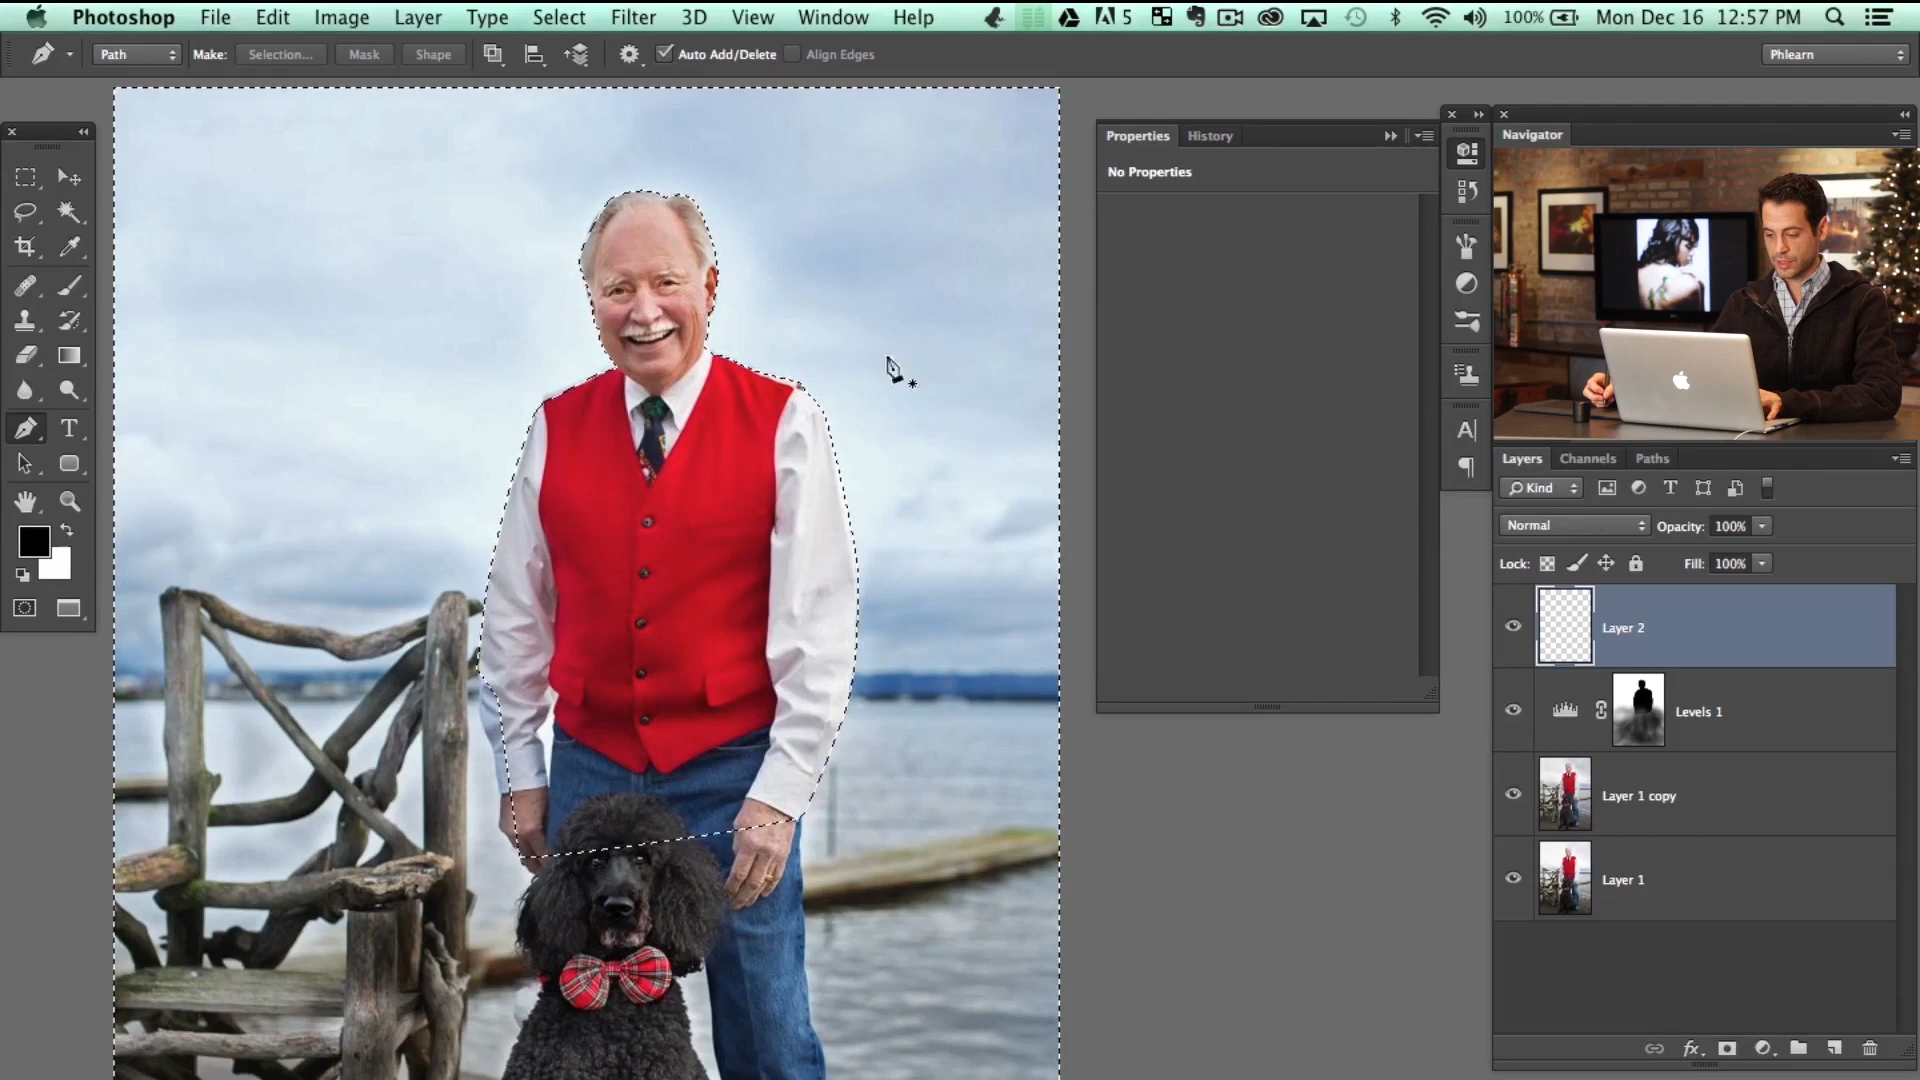 Photoshop File Edit Image Layer Type Select Filter 3D View Window Help 5 100% Mon Dec 16 12:57 PM
Path Make: Selection... Mask Shape Auto Add/Delete Align Edges Phlearn
Properties History
No Properties
Navigator
Layers Channels Paths
Kind
Normal Opacity: 100%
Lock: Fill: 100%
Layer 2
Levels 1
Layer 1 copy
Layer 1